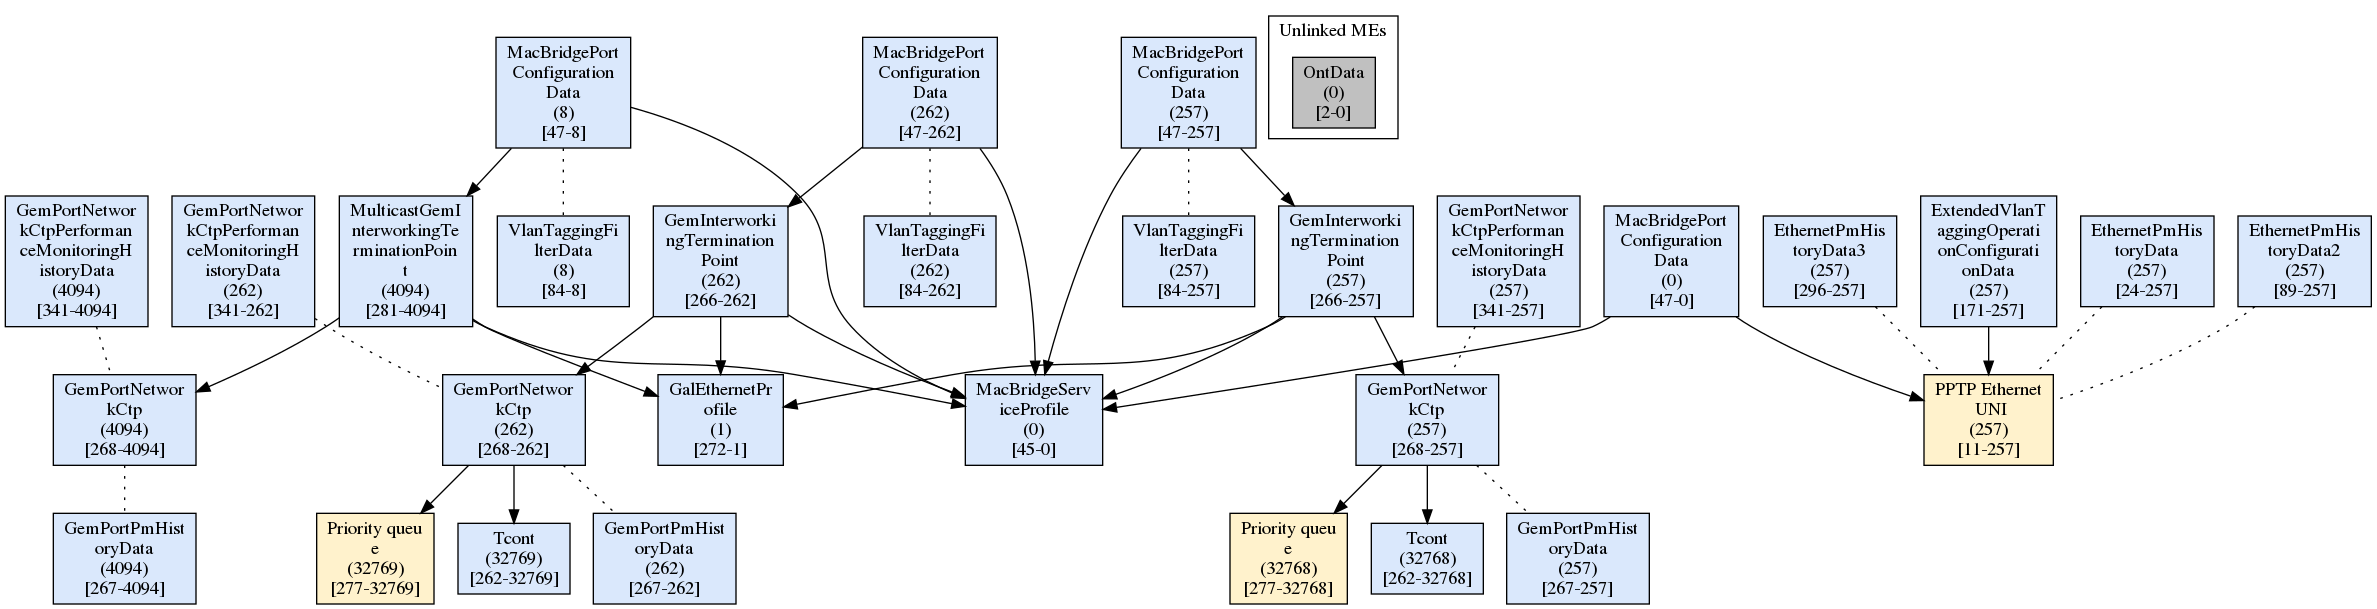 Unlinked MEs
OntData
(0)
[2-0]
MacBridgePort
Configuration
Data
(8)
[47-8]
MacBridgePort
Configuration
Data
(262)
[47-262]
MacBridgePort
Configuration
Data
(257)
[47-257]
GemPortNetwor
kCtpPerforman
ceMonitoringH
istoryData
(4094)
[341-4094]
GemPortNetwor
kCtpPerforman
ceMonitoringH
istoryData
(262)
[341-262]
MulticastGemI
nterworkingTe
rminationPoin
t
(4094)
[281-4094]
VlanTaggingFi
lterData
(8)
[84-8]
GemInterworki
ngTermination
Point
(262)
[266-262]
VlanTaggingFi
lterData
(262)
[84-262]
VlanTaggingFi
lterData
(257)
[84-257]
GemInterworki
ngTermination
Point
(257)
[266-257]
GemPortNetwor
kCtpPerforman
ceMonitoringH
istoryData
(257)
[341-257]
MacBridgePort
Configuration
Data
(0)
[47-0]
EthernetPmHis
toryData3
(257)
[296-257]
ExtendedVlanT
aggingOperati
onConfigurati
onData
(257)
[171-257]
EthernetPmHis
toryData
(257)
[24-257]
EthernetPmHis
toryData2
(257)
[89-257]
GemPortNetwor
kCtp
(4094)
[268-4094]
GemPortNetwor
kCtp
(262)
[268-262]
GalEthernetPr
ofile
(1)
[272-1]
MacBridgeServ
iceProfile
(0)
[45-0]
GemPortNetwor
kCtp
(257)
[268-257]
PPTP Ethernet
UNI
(257)
[11-257]
GemPortPmHist
oryData
(4094)
[267-4094]
Priority queu
e
(32769)
[277-32769]
Tcont
(32769)
[262-32769]
GemPortPmHist
oryData
(262)
[267-262]
Priority queu
e
(32768)
[277-32768]
Tcont
(32768)
[262-32768]
GemPortPmHist
oryData
(257)
[267-257]